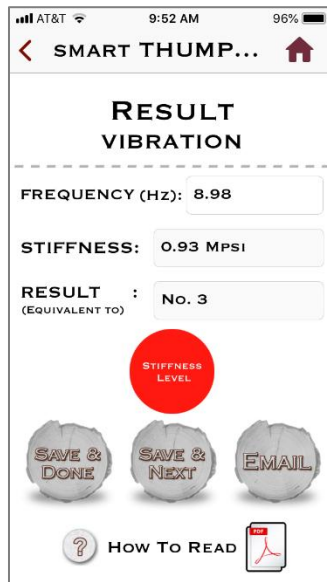 AT&T 9:52 AM 96%
SMART THUMP...
RESULT
VIBRATION
FREQUENCY (HZ): 8.98
STIFFNESS: 0.93 MPSI
RESULT : NO. 3
(EQUIVALENT TO)
STIFFNESS
LEVEL
SAVE & DONE
SAVE & NEXT
EMAIL
? HOW TO READ PDF